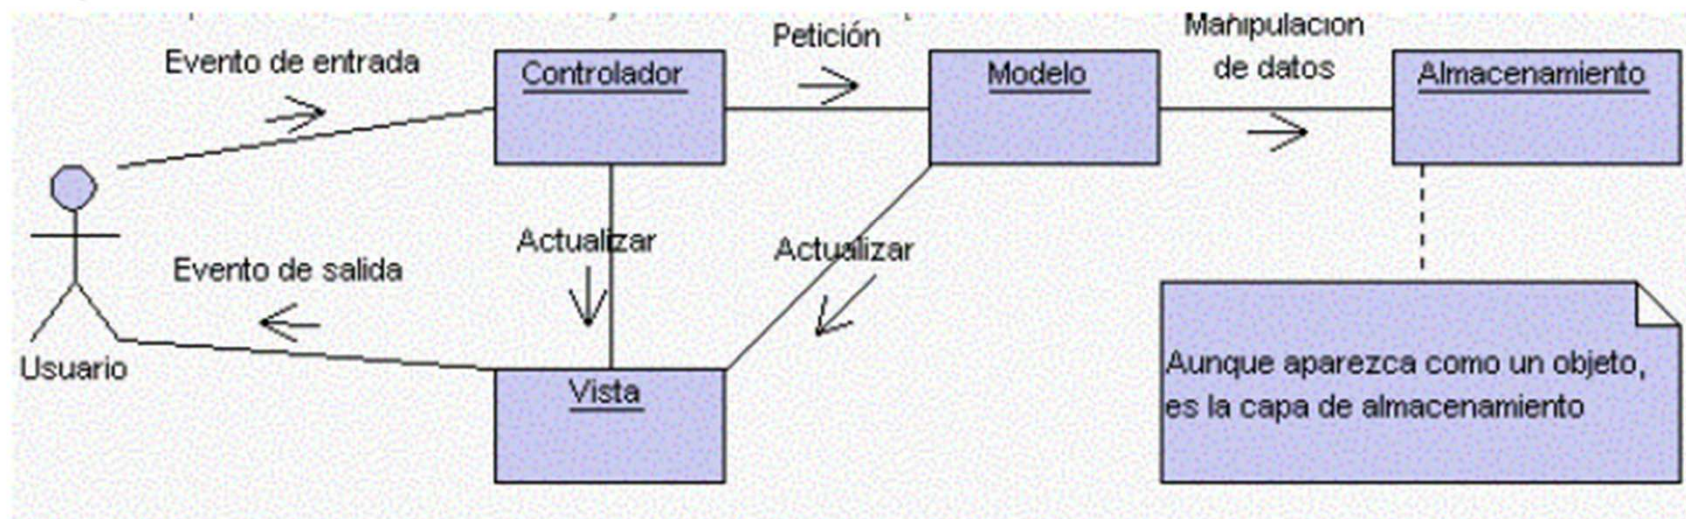 Evento de entrada
Controlador
Petición
Modelo
Manipulacion
de datos
Almacenamiento
Actualizar
Actualizar
Evento de salida
Usuario
Vista
Aunque aparezca como un objeto,
es la capa de almacenamiento